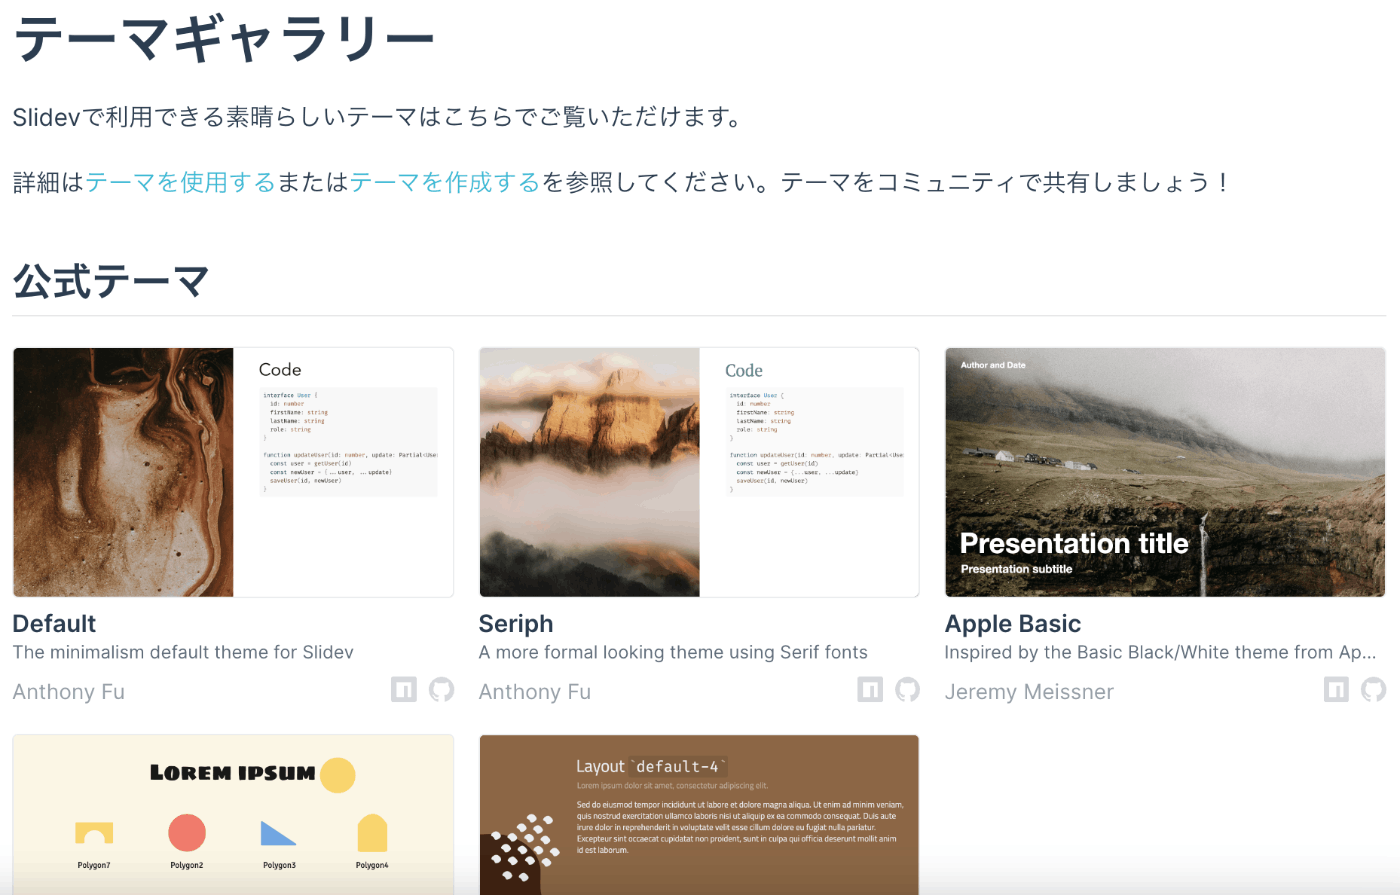 テーマギャラリー
Slidevで利用できる素晴らしいテーマはこちらでご覧いただけます。
詳細はテーマを使用するまたはテーマを作成するを参照してください。テーマをコミュニティで共有しましょう！
公式テーマ
Code
interface User {
id: number
firstName: string
lastName: string
role: string
}
function updateUser(id: number, update: Partial<Use
const user = getUser(id)
const newUser = {...user, ...update}
saveUser(id, newUser)
}
Code
interface User {
id: number
firstName: string
lastName: string
role: string
}
function updateUser(id: number, update: Partial<Use
const user = getUser(id)
const newUser = {...user, ...update}
saveUser(id, newUser)
}
Author and Date
Presentation title
Presentation subtitle
Default
The minimalism default theme for Slidev
Anthony Fu
Seriph
A more formal looking theme using Serif fonts
Anthony Fu
Apple Basic
Inspired by the Basic Black/White theme from Ap...
Jeremy Meissner
Lorem ipsum
Polygon7
Polygon2
Polygon3
Polygon4
Layout `default-4`
Lorem ipsum dolor sit amet, consectetur adipiscing elit.
Sed do eiusmod tempor incididunt ut labore et dolore magna aliqua. Ut enim ad minim veniam,
quis nostrud exercitation ullamco laboris nisi ut aliquip ex ea commodo consequat. Duis aute
irure dolor in reprehenderit in voluptate velit esse cillum dolore eu fugiat nulla pariatur.
Excepteur sint occaecat cupidatat non proident, sunt in culpa qui officia deserunt mollit anim
id est laborum.